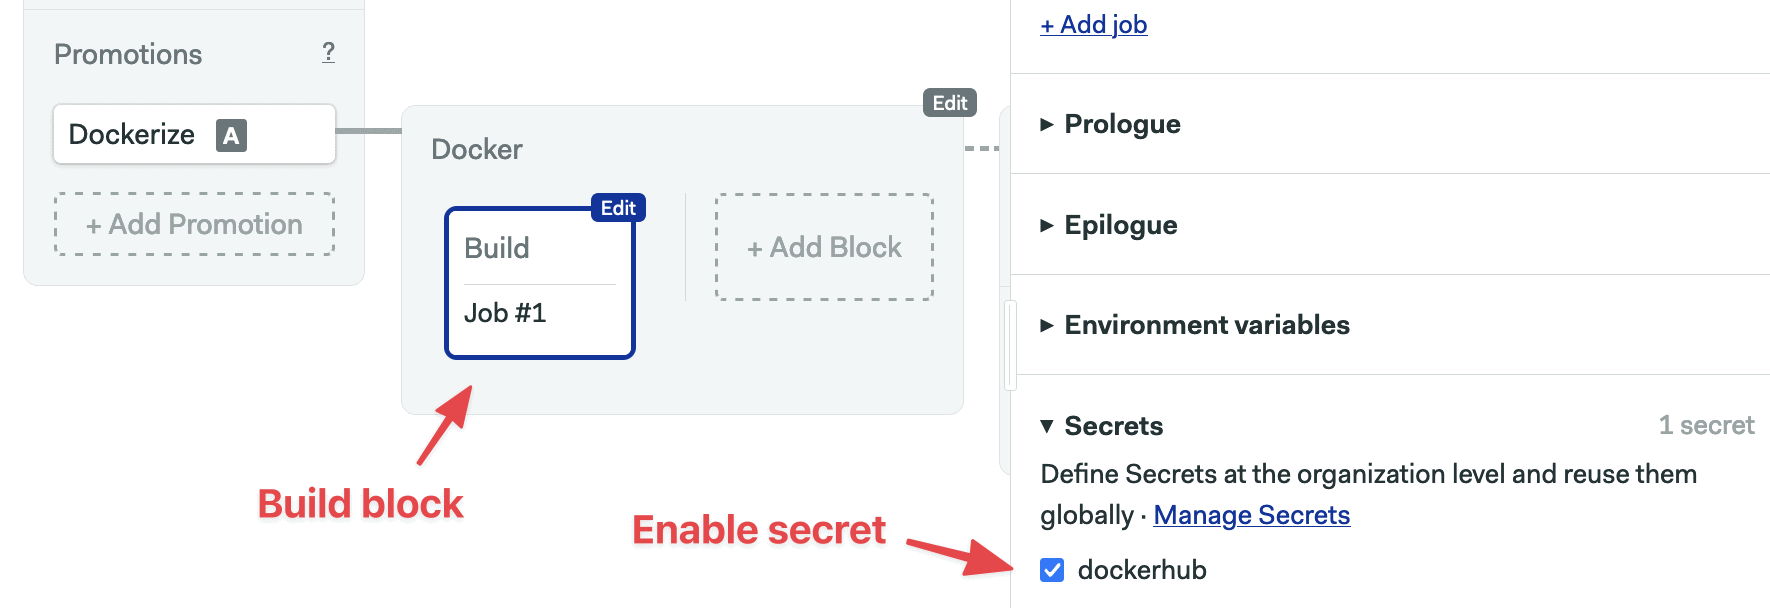 Promotions ?
Dockerize A
+ Add Promotion
Edit
Docker
Edit
Build
Job #1
+ Add Block
Build block
Enable secret
+ Add job
▶ Prologue
▶ Epilogue
▶ Environment variables
▼ Secrets 1 secret
Define Secrets at the organization level and reuse them
globally · Manage Secrets
dockerhub